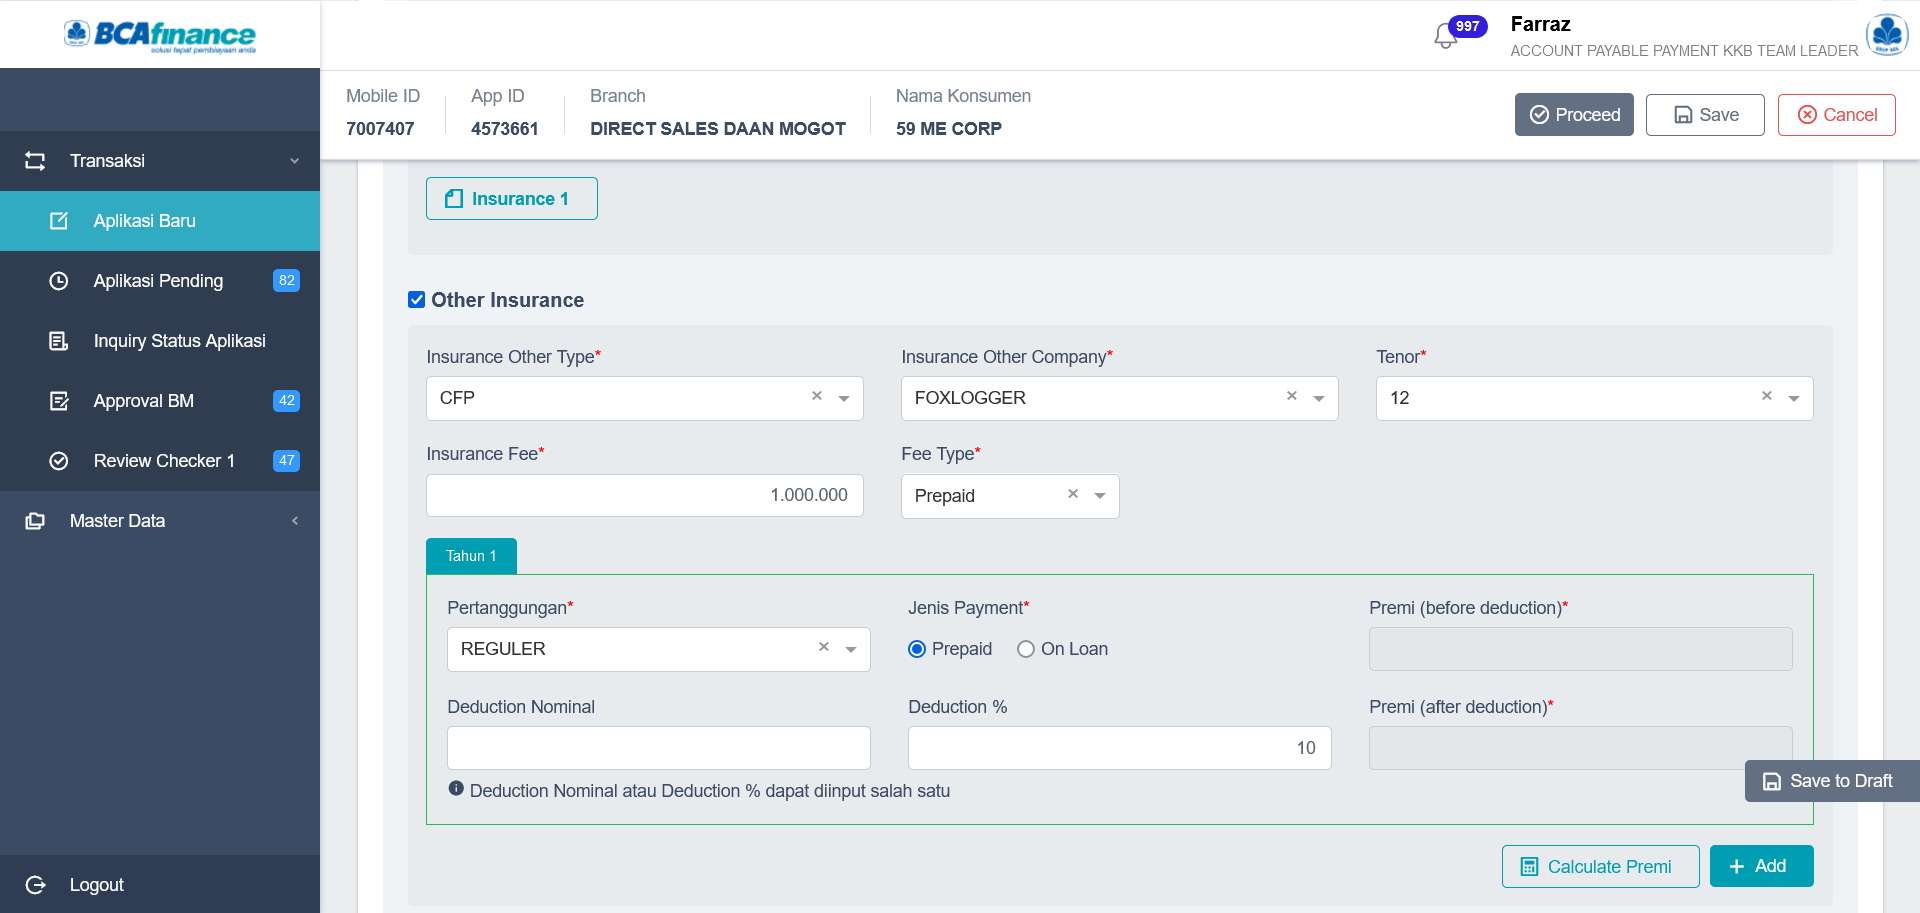 BCAfinance
solusi tepat pembiayaan anda
997
Farraz
ACCOUNT PAYABLE PAYMENT KKB TEAM LEADER
Mobile ID
7007407
App ID
4573661
Branch
DIRECT SALES DAAN MOGOT
Nama Konsumen
59 ME CORP
Proceed
Save
Cancel
Transaksi
Aplikasi Baru
Aplikasi Pending 82
Inquiry Status Aplikasi
Approval BM 42
Review Checker 1 47
Master Data
Logout
Insurance 1
Other Insurance
Insurance Other Type*
CFP
Insurance Other Company*
FOXLOGGER
Tenor*
12
Insurance Fee*
1.000.000
Fee Type*
Prepaid
Tahun 1
Pertanggungan*
REGULER
Jenis Payment*
Prepaid On Loan
Premi (before deduction)*
Deduction Nominal
Deduction %
10
Premi (after deduction)*
Deduction Nominal atau Deduction % dapat diinput salah satu
Save to Draft
Calculate Premi
Add